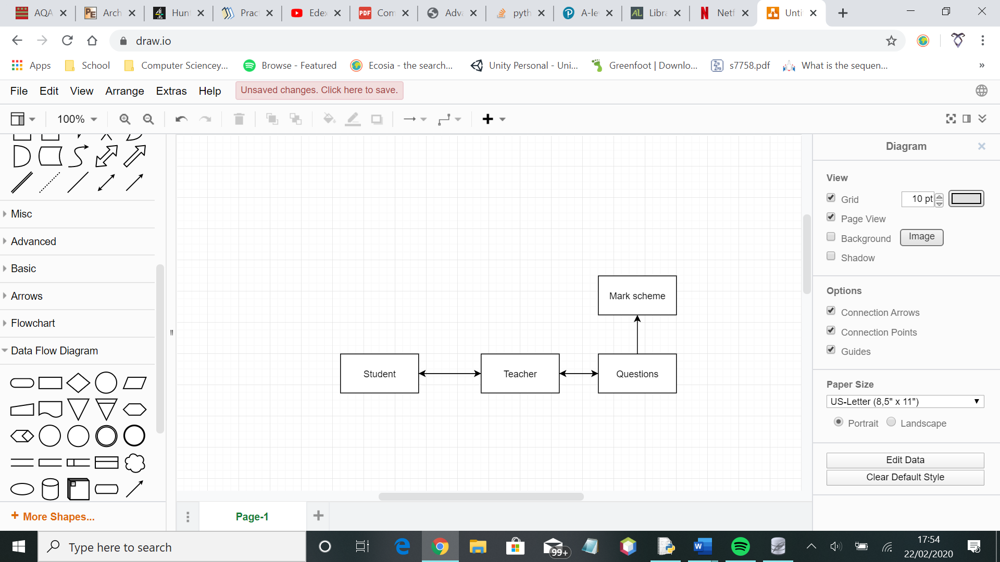 AQA Arch Hunt Prac Edex Com Adva pyth A-le Libra Netf Unti
draw.io
Apps School Computer Sciencey... Browse - Featured Ecosia - the search... Unity Personal - Uni... Greenfoot | Downlo... s7758.pdf What is the sequen... »
File Edit View Arrange Extras Help Unsaved changes. Click here to save.
100%
Diagram
View
Grid 10 pt
Page View
Background Image
Shadow
Options
Connection Arrows
Connection Points
Guides
Paper Size
US-Letter (8,5" x 11")
Portrait Landscape
Edit Data
Clear Default Style
Misc
Advanced
Basic
Arrows
Flowchart
Data Flow Diagram
+ More Shapes...
Mark scheme
Student Teacher Questions
Page-1
Type here to search
99+
17:54
22/02/2020